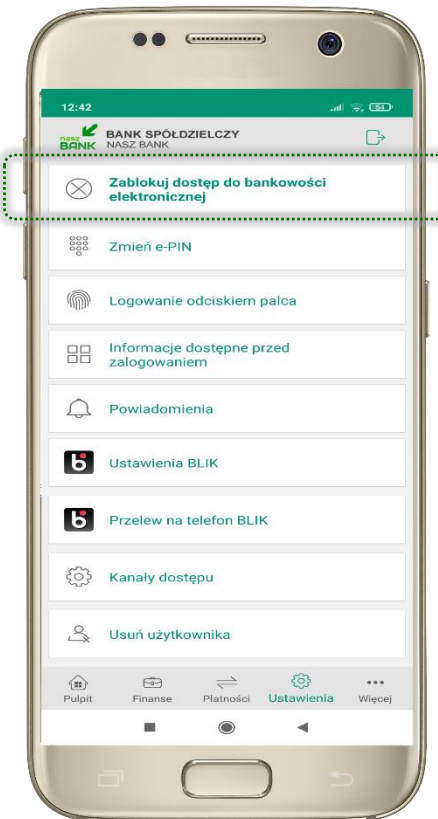 12:42
54
nasz BANK
BANK SPÓŁDZIELCZY
NASZ BANK
Zablokuj dostęp do bankowości
elektronicznej
Zmień e-PIN
Logowanie odciskiem palca
Informacje dostępne przed
zalogowaniem
Powiadomienia
Ustawienia BLIK
Przelew na telefon BLIK
Kanały dostępu
Usuń użytkownika
Pulpit Finanse Płatności Ustawienia Więcej